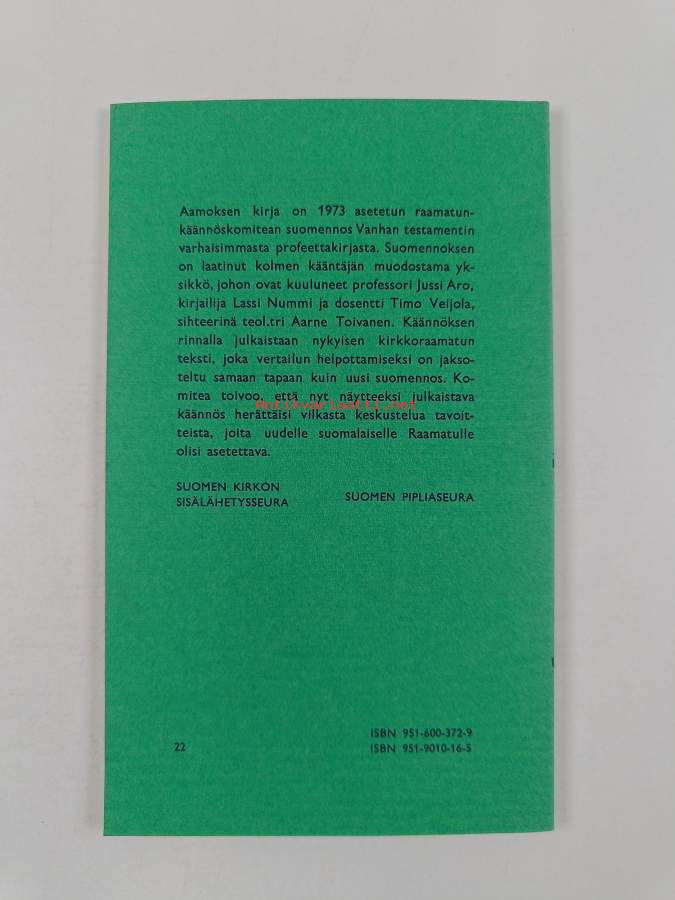 Aamoksen kirja on 1973 asetetun raamatun-
käännöskomitean suomennos Vanhan testamentin
varhaisimmasta profeettakirjasta. Suomennoksen
on laatinut kolmen kääntäjän muodostama yk-
sikkö, johon ovat kuuluneet professori Jussi Aro,
kirjailija Lassi Nummi ja dosentti Timo Veijola,
sihteerinä teol.tri Aarne Toivanen. Käännöksen
rinnalla julkaistaan nykyisen kirkkoraamatun
teksti, joka vertailun helpottamiseksi on jakso-
teltu samaan tapaan kuin uusi suomennos. Ko-
mitea toivoo, että nyt näytteeksi julkaistava
Antikvariaatti.net
käännös herättäisi vilkasta keskustelua tavoit-
teista, joita uudelle suomalaiselle Raamatulle
olisi asetettava.
SUOMEN KIRKON
SISÄLÄHETYSSEURA
SUOMEN PIPLIASEURA
ISBN 951-600-372-9
22
ISBN 951-9010-16-5